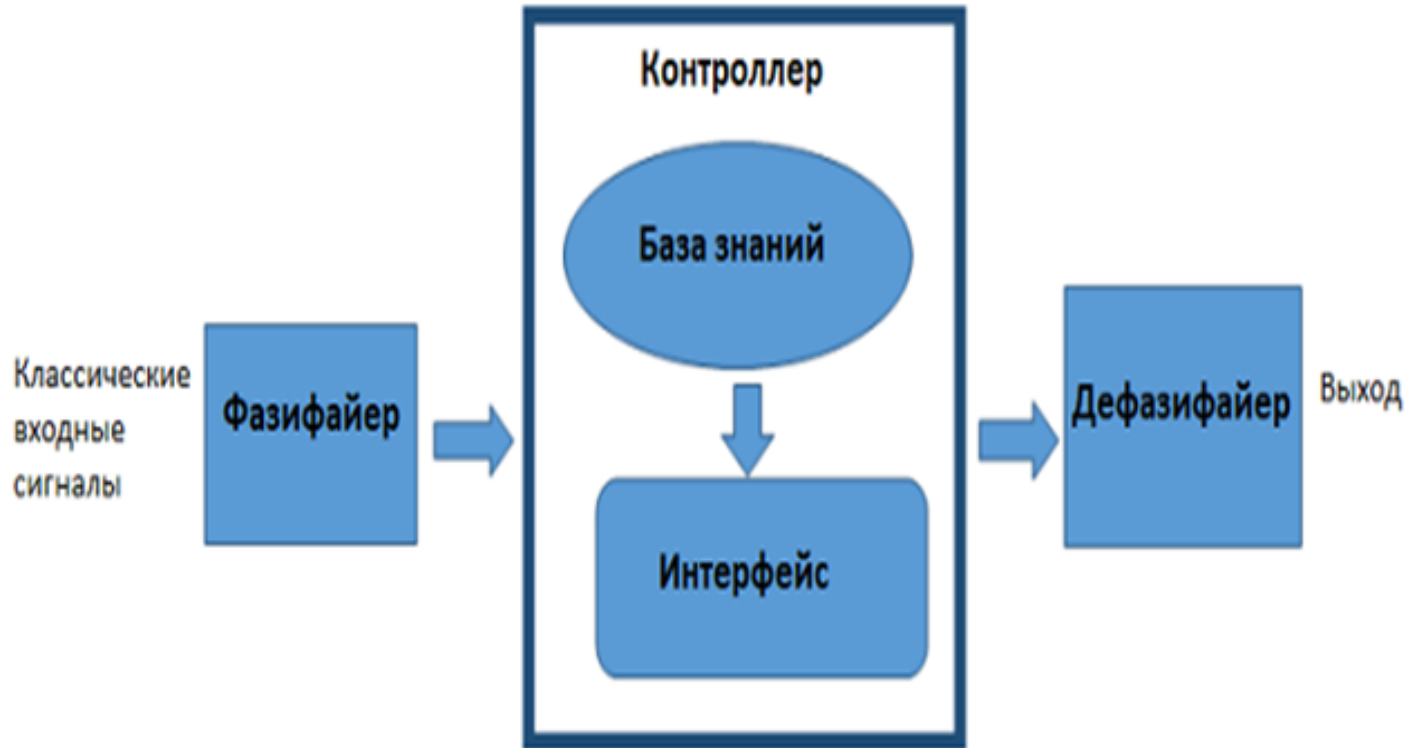 Контроллер
База знаний
Классические
входные
сигналы
Фазифайер
Дефазифайер
Выход
Интерфейс